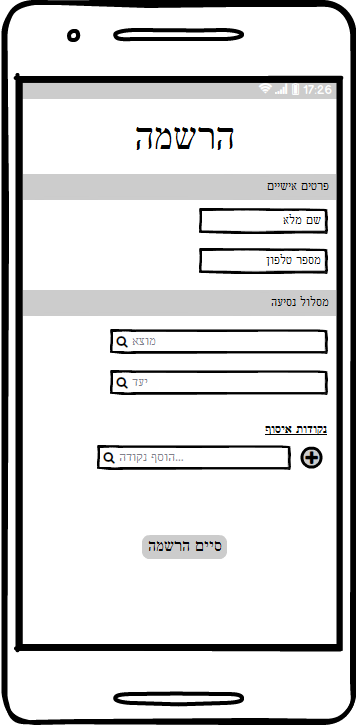 17:26
הרשמה
פרטים אישיים
שם מלא
מספר טלפון
מסלול נסיעה
מוצא
יעד
נקודות איסוף
הוסף נקודה...
סיים הרשמה